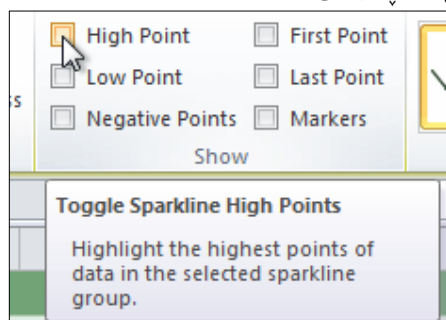 High Point First Point
Low Point Last Point
ss
Negative Points Markers
Show
Toggle Sparkline High Points
Highlight the highest points of
data in the selected sparkline
group.